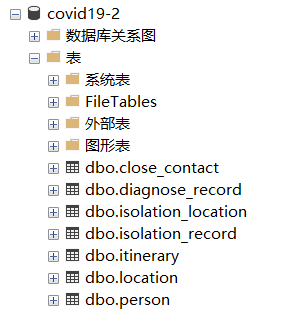 covid19-2
数据库关系图
表
系统表
FileTables
外部表
图形表
dbo.close_contact
dbo.diagnose_record
dbo.isolation_location
dbo.isolation_record
dbo.itinerary
dbo.location
dbo.person